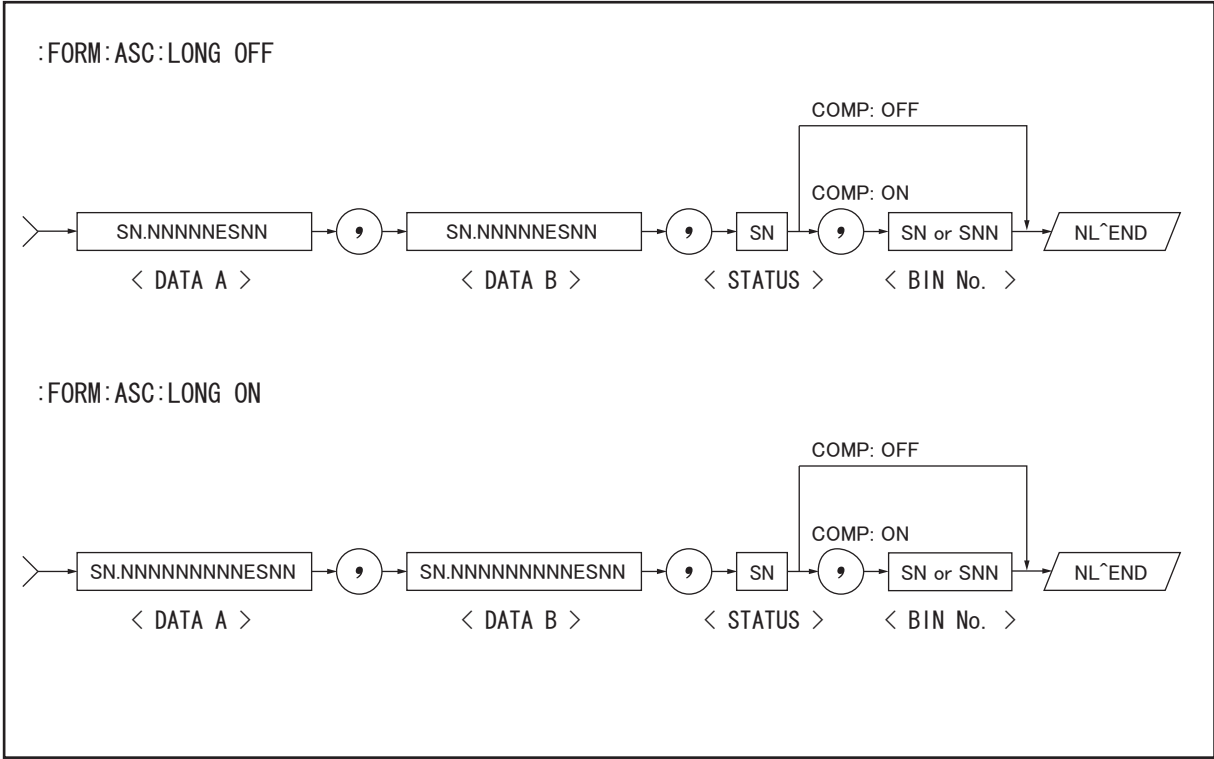 :FORM:ASC:LONG OFF
COMP: OFF
COMP: ON
SN.NNNNNESNN , SN.NNNNNESNN , SN , SN or SNN NL^END
< DATA A > < DATA B > < STATUS > < BIN No. >
:FORM:ASC:LONG ON
COMP: OFF
COMP: ON
SN.NNNNNNNNNESNN , SN.NNNNNNNNNESNN , SN , SN or SNN NL^END
< DATA A > < DATA B > < STATUS > < BIN No. >